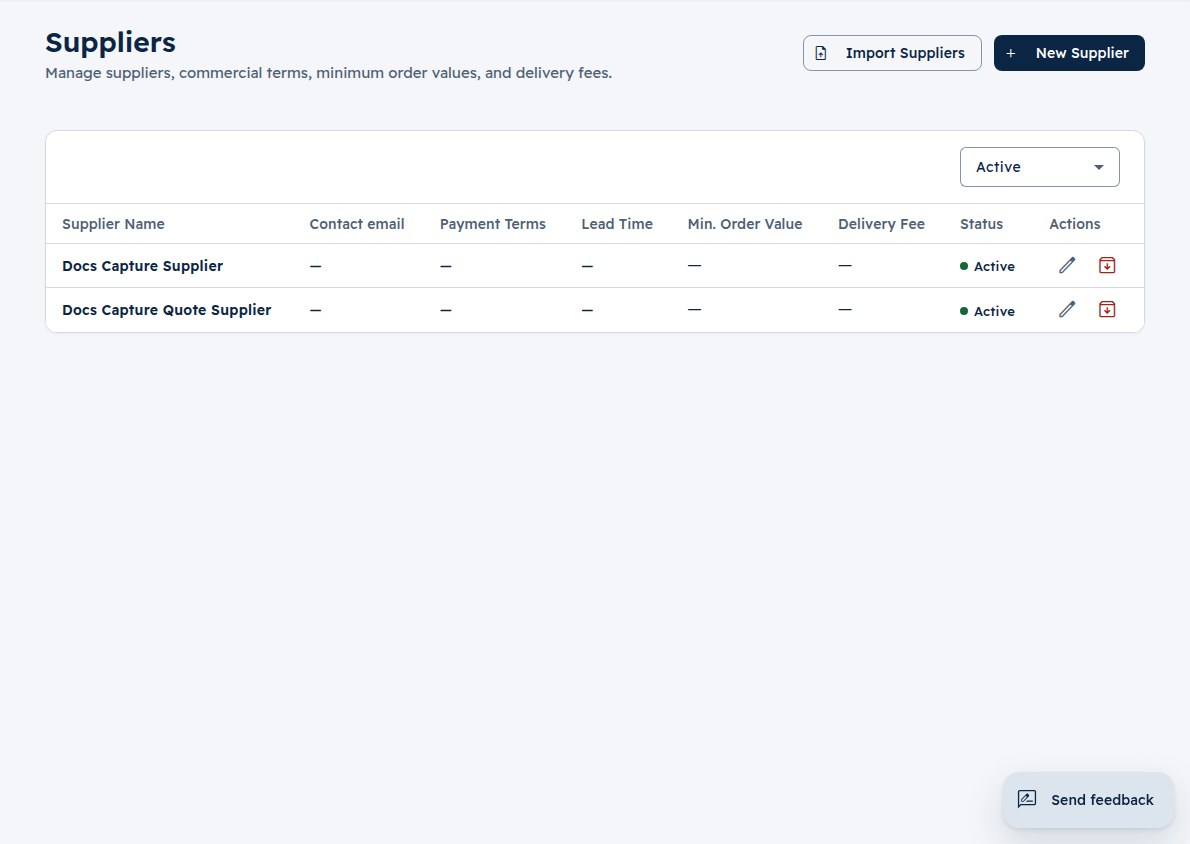 Suppliers
Manage suppliers, commercial terms, minimum order values, and delivery fees.
Import Suppliers
+ New Supplier
Active
Supplier Name Contact email Payment Terms Lead Time Min. Order Value Delivery Fee Status Actions
Docs Capture Supplier — — — — — Active
Docs Capture Quote Supplier — — — — — Active
Send feedback